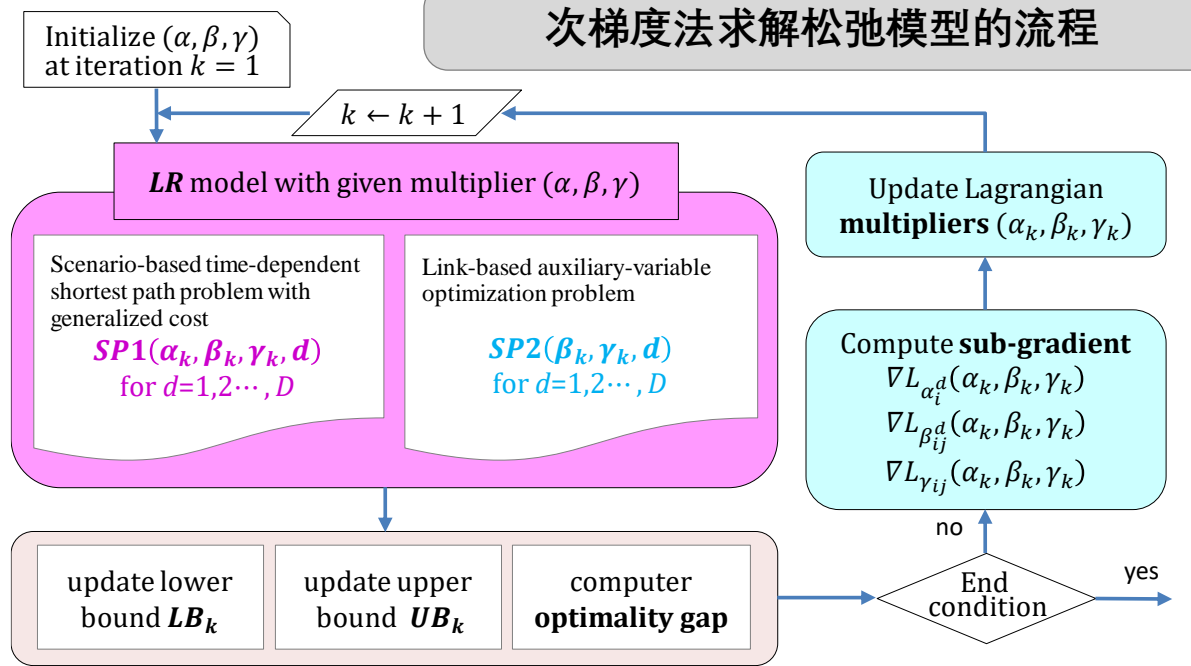 次梯度法求解松弛模型的流程
Initialize (α, β, γ)
at iteration k = 1
k ← k + 1
LR model with given multiplier (α, β, γ)
Scenario-based time-dependent
shortest path problem with
generalized cost
SP1(αₖ, βₖ, γₖ, d)
for d=1,2⋯, D
Link-based auxiliary-variable
optimization problem
SP2(βₖ, γₖ, d)
for d=1,2⋯, D
update lower
bound LBₖ
update upper
bound UBₖ
computer
optimality gap
End
condition
yes
no
Compute sub-gradient
∇L_{α_i^d}(αₖ, βₖ, γₖ)
∇L_{β_{ij}^d}(αₖ, βₖ, γₖ)
∇L_{γ_{ij}}(αₖ, βₖ, γₖ)
Update Lagrangian
multipliers (αₖ, βₖ, γₖ)